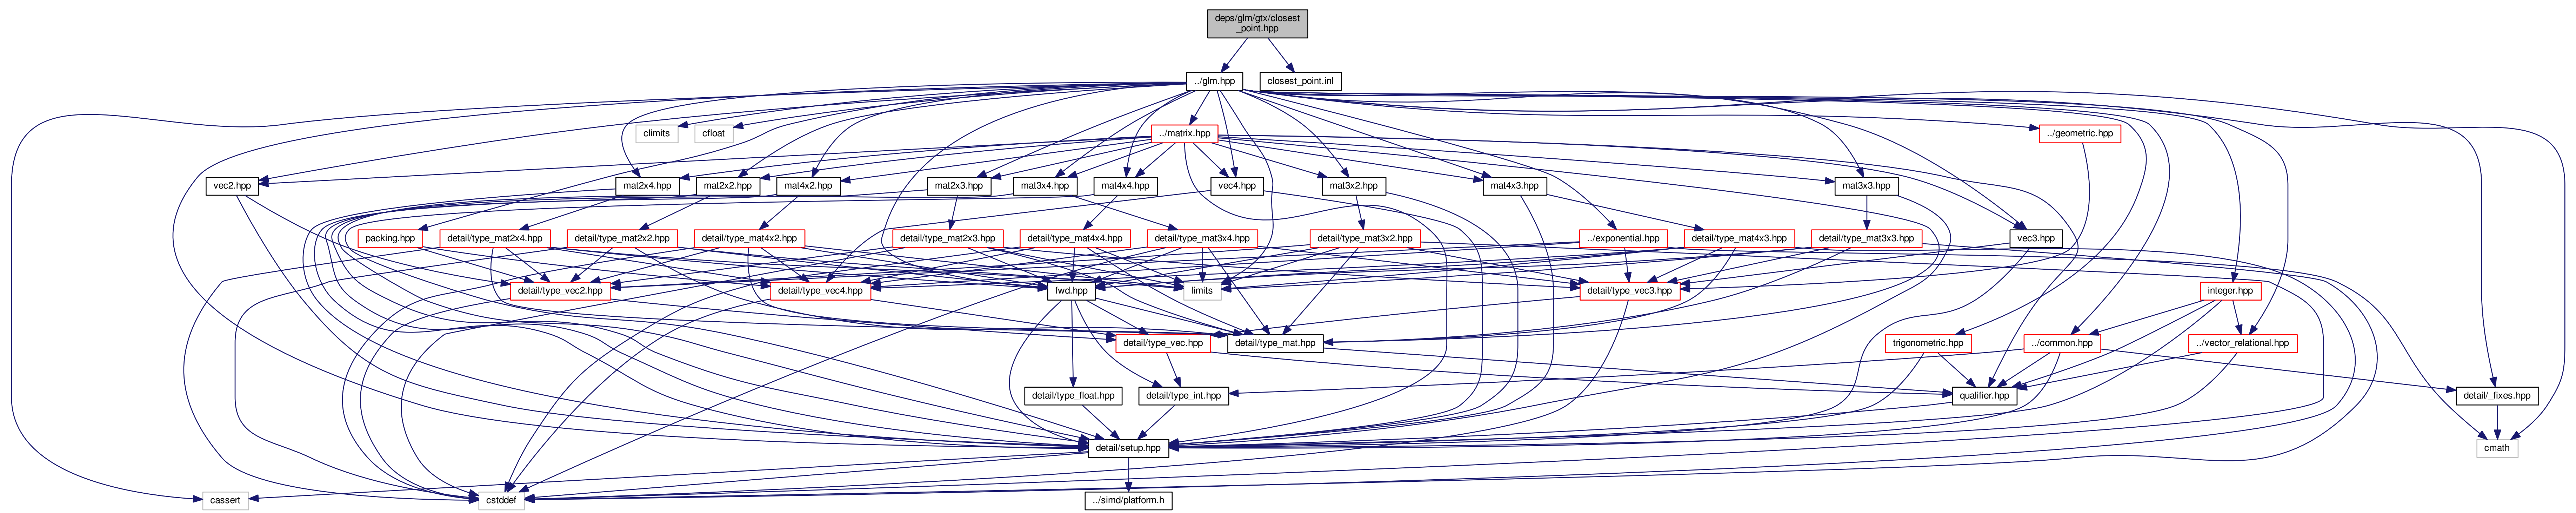 deps/glm/gtx/closest
_point.hpp
../glm.hpp
closest_point.inl
climits
cfloat
../matrix.hpp
../geometric.hpp
vec2.hpp
mat2x4.hpp
mat2x2.hpp
mat4x2.hpp
mat2x3.hpp
mat3x4.hpp
mat4x4.hpp
vec4.hpp
mat3x2.hpp
mat4x3.hpp
mat3x3.hpp
packing.hpp
detail/type_mat2x4.hpp
detail/type_mat2x2.hpp
detail/type_mat4x2.hpp
detail/type_mat2x3.hpp
detail/type_mat4x4.hpp
detail/type_mat3x4.hpp
detail/type_mat3x2.hpp
../exponential.hpp
detail/type_mat4x3.hpp
detail/type_mat3x3.hpp
vec3.hpp
detail/type_vec2.hpp
detail/type_vec4.hpp
fwd.hpp
limits
detail/type_vec3.hpp
integer.hpp
detail/type_vec.hpp
detail/type_mat.hpp
trigonometric.hpp
../common.hpp
../vector_relational.hpp
detail/type_float.hpp
detail/type_int.hpp
qualifier.hpp
detail/_fixes.hpp
detail/setup.hpp
cmath
cassert
cstddef
../simd/platform.h